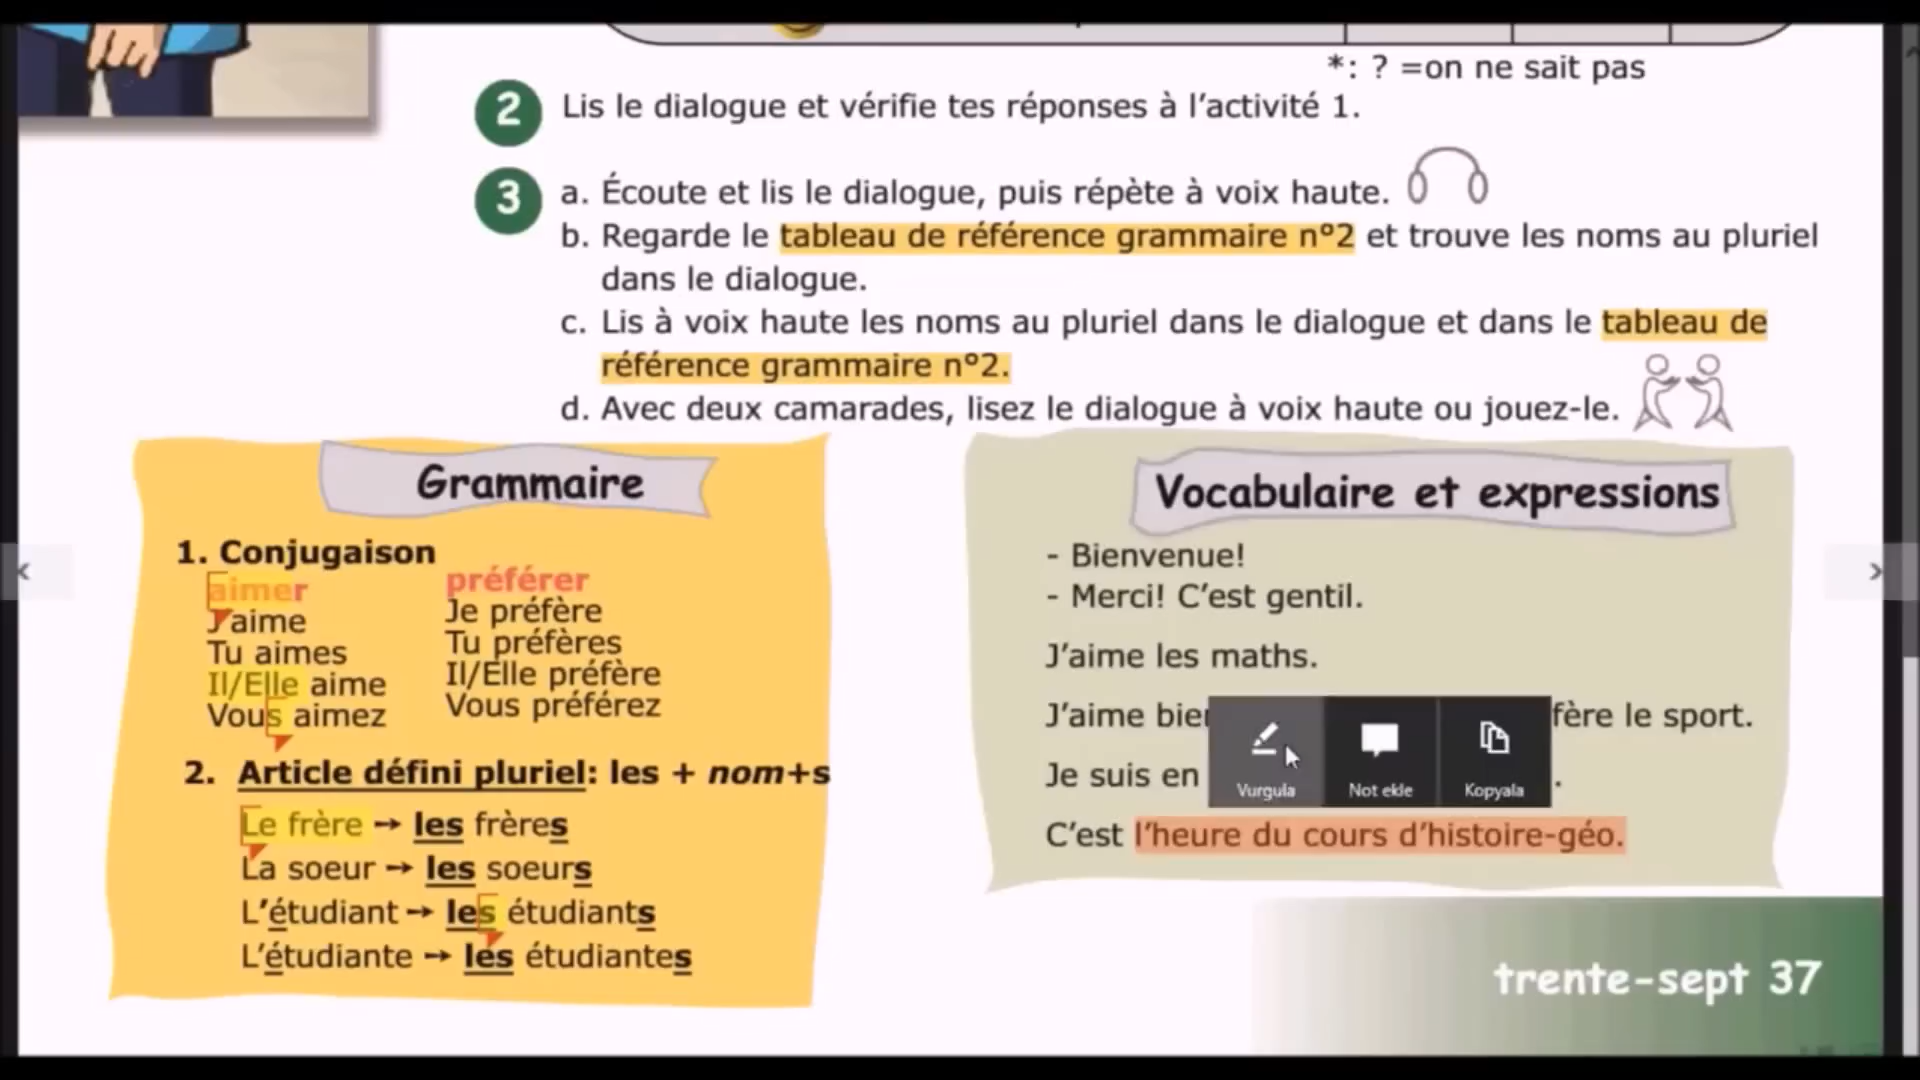 *: ? =on ne sait pas
2 Lis le dialogue et vérifie tes réponses à l'activité 1.
3 a. Écoute et lis le dialogue, puis répète à voix haute.
b. Regarde le tableau de référence grammaire n°2 et trouve les noms au pluriel
dans le dialogue.
c. Lis à voix haute les noms au pluriel dans le dialogue et dans le tableau de
référence grammaire n°2.
d. Avec deux camarades, lisez le dialogue à voix haute ou jouez-le.
Grammaire
1. Conjugaison
aimer
J'aime
Tu aimes
Il/Elle aime
Vous aimez
préférer
Je préfère
Tu préfères
Il/Elle préfère
Vous préférez
2. Article défini pluriel: les + nom+s
Le frère → les frères
La soeur → les soeurs
L'étudiant → les étudiants
L'étudiante → les étudiantes
Vocabulaire et expressions
- Bienvenue!
- Merci! C'est gentil.
J'aime les maths.
J'aime fère le sport.
Je suis en .
Vurgula Not ekle Kopyala
C'est l'heure du cours d'histoire-géo.
trente-sept 37